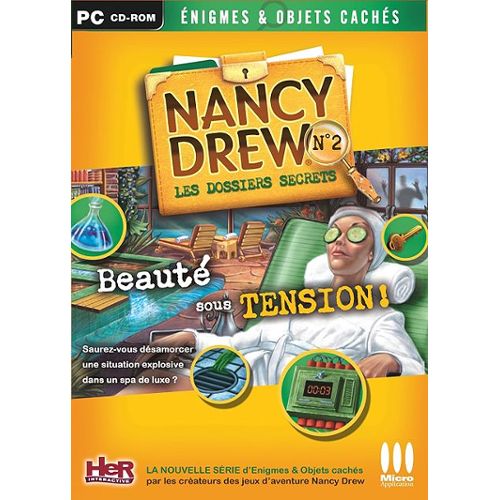 PC CD-ROM
ÉNIGMES & OBJETS CACHÉS
NANCY
DREW N°2
®
LES DOSSIERS SECRETS
Beauté
sous TENSION!
Saurez-vous désamorcer
une situation explosive
dans un spa de luxe ?
00:03
HeR
INTERACTIVE
LA NOUVELLE SÉRIE d'Enigmes & Objets cachés
par les créateurs des jeux d'aventure Nancy Drew
Micro
Application